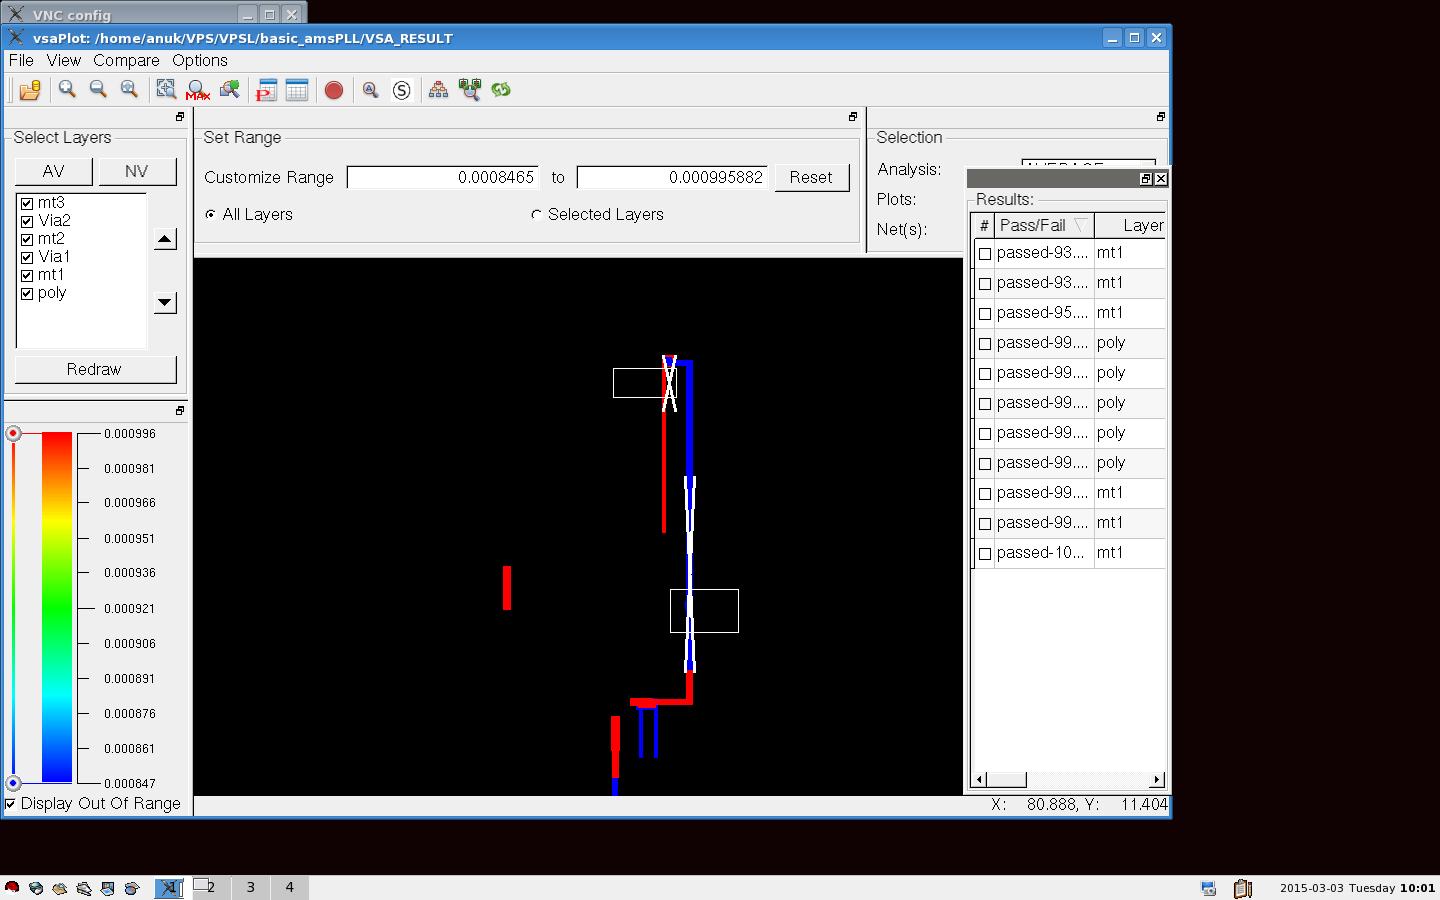 VNC config
vsaPlot: /home/anuk/VPS/VPSL/basic_amsPLL/VSA_RESULT
File View Compare Options
MAX
P
S
Select Layers
AV NV
mt3
Via2
mt2
Via1
mt1
poly
Redraw
Set Range
Customize Range 0.0008465 to 0.000995882 Reset
All Layers Selected Layers
Selection
Analysis:
Plots:
Net(s):
Results:
# Pass/Fail Layer
passed-93.... mt1
passed-93.... mt1
passed-95.... mt1
passed-99.... poly
passed-99.... poly
passed-99.... poly
passed-99.... poly
passed-99.... poly
passed-99.... mt1
passed-99.... mt1
passed-10... mt1
0.000996
0.000981
0.000966
0.000951
0.000936
0.000921
0.000906
0.000891
0.000876
0.000861
0.000847
Display Out Of Range
X: 80.888, Y: 11.404
1 2 3 4
2015-03-03 Tuesday 10:01